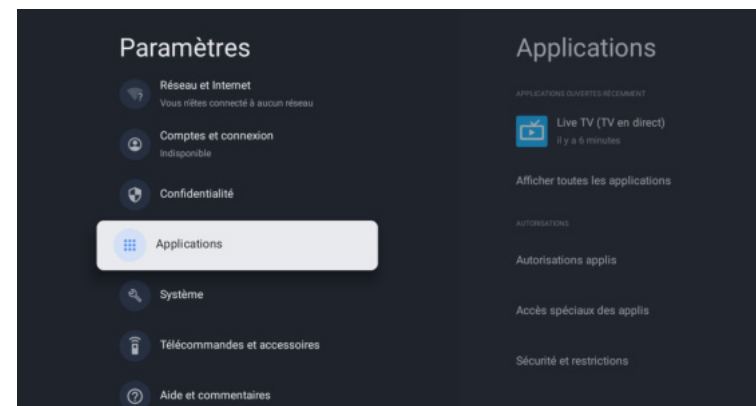 Paramètres
Réseau et Internet
Vous n'êtes connecté à aucun réseau
Comptes et connexion
Indisponible
Confidentialité
Applications
Système
Télécommandes et accessoires
Aide et commentaires
Applications
APPLICATIONS OUVERTES RÉCEMMENT
Live TV (TV en direct)
il y a 6 minutes
Afficher toutes les applications
AUTORISATIONS
Autorisations applis
Accès spéciaux des applis
Sécurité et restrictions